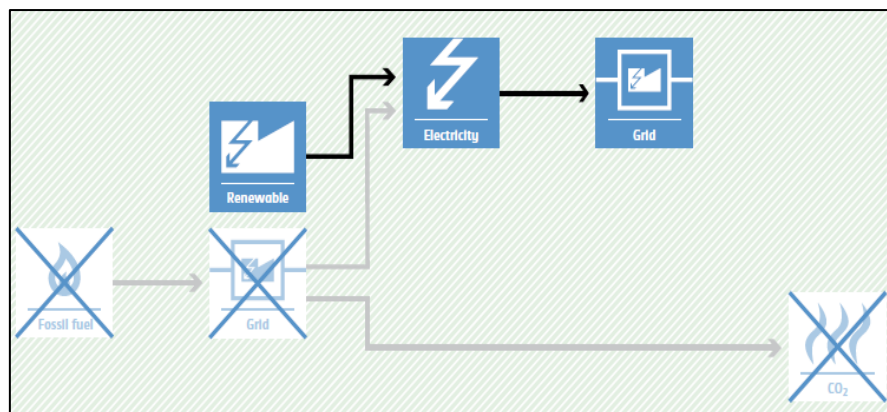 Electricity
Grid
Renewable
Fossil fuel
Grid
CO₂